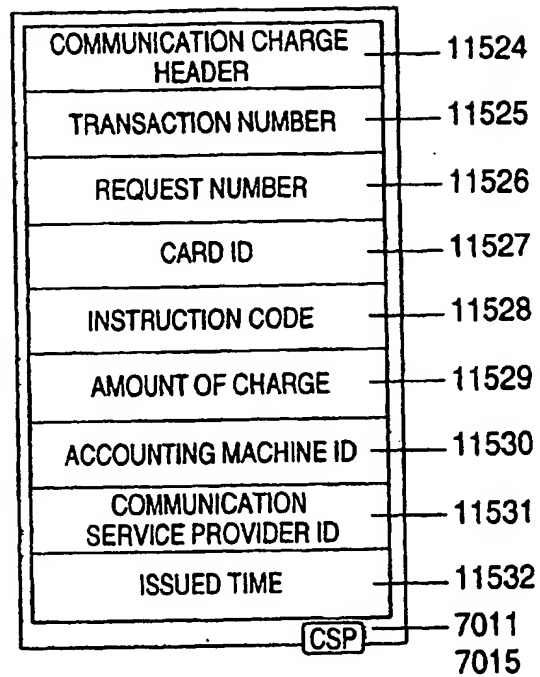 COMMUNICATION CHARGE
HEADER
11524
TRANSACTION NUMBER
11525
REQUEST NUMBER
11526
CARD ID
11527
INSTRUCTION CODE
11528
AMOUNT OF CHARGE
11529
ACCOUNTING MACHINE ID
11530
COMMUNICATION
SERVICE PROVIDER ID
11531
ISSUED TIME
11532
CSP
7011
7015